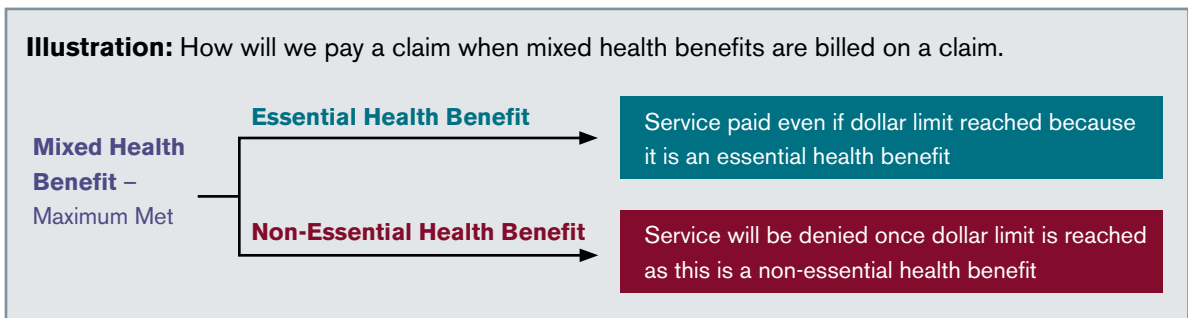 Illustration: How will we pay a claim when mixed health benefits are billed on a claim.
Mixed Health
Benefit –
Maximum Met
Essential Health Benefit
Service paid even if dollar limit reached because
it is an essential health benefit
Non-Essential Health Benefit
Service will be denied once dollar limit is reached
as this is a non-essential health benefit